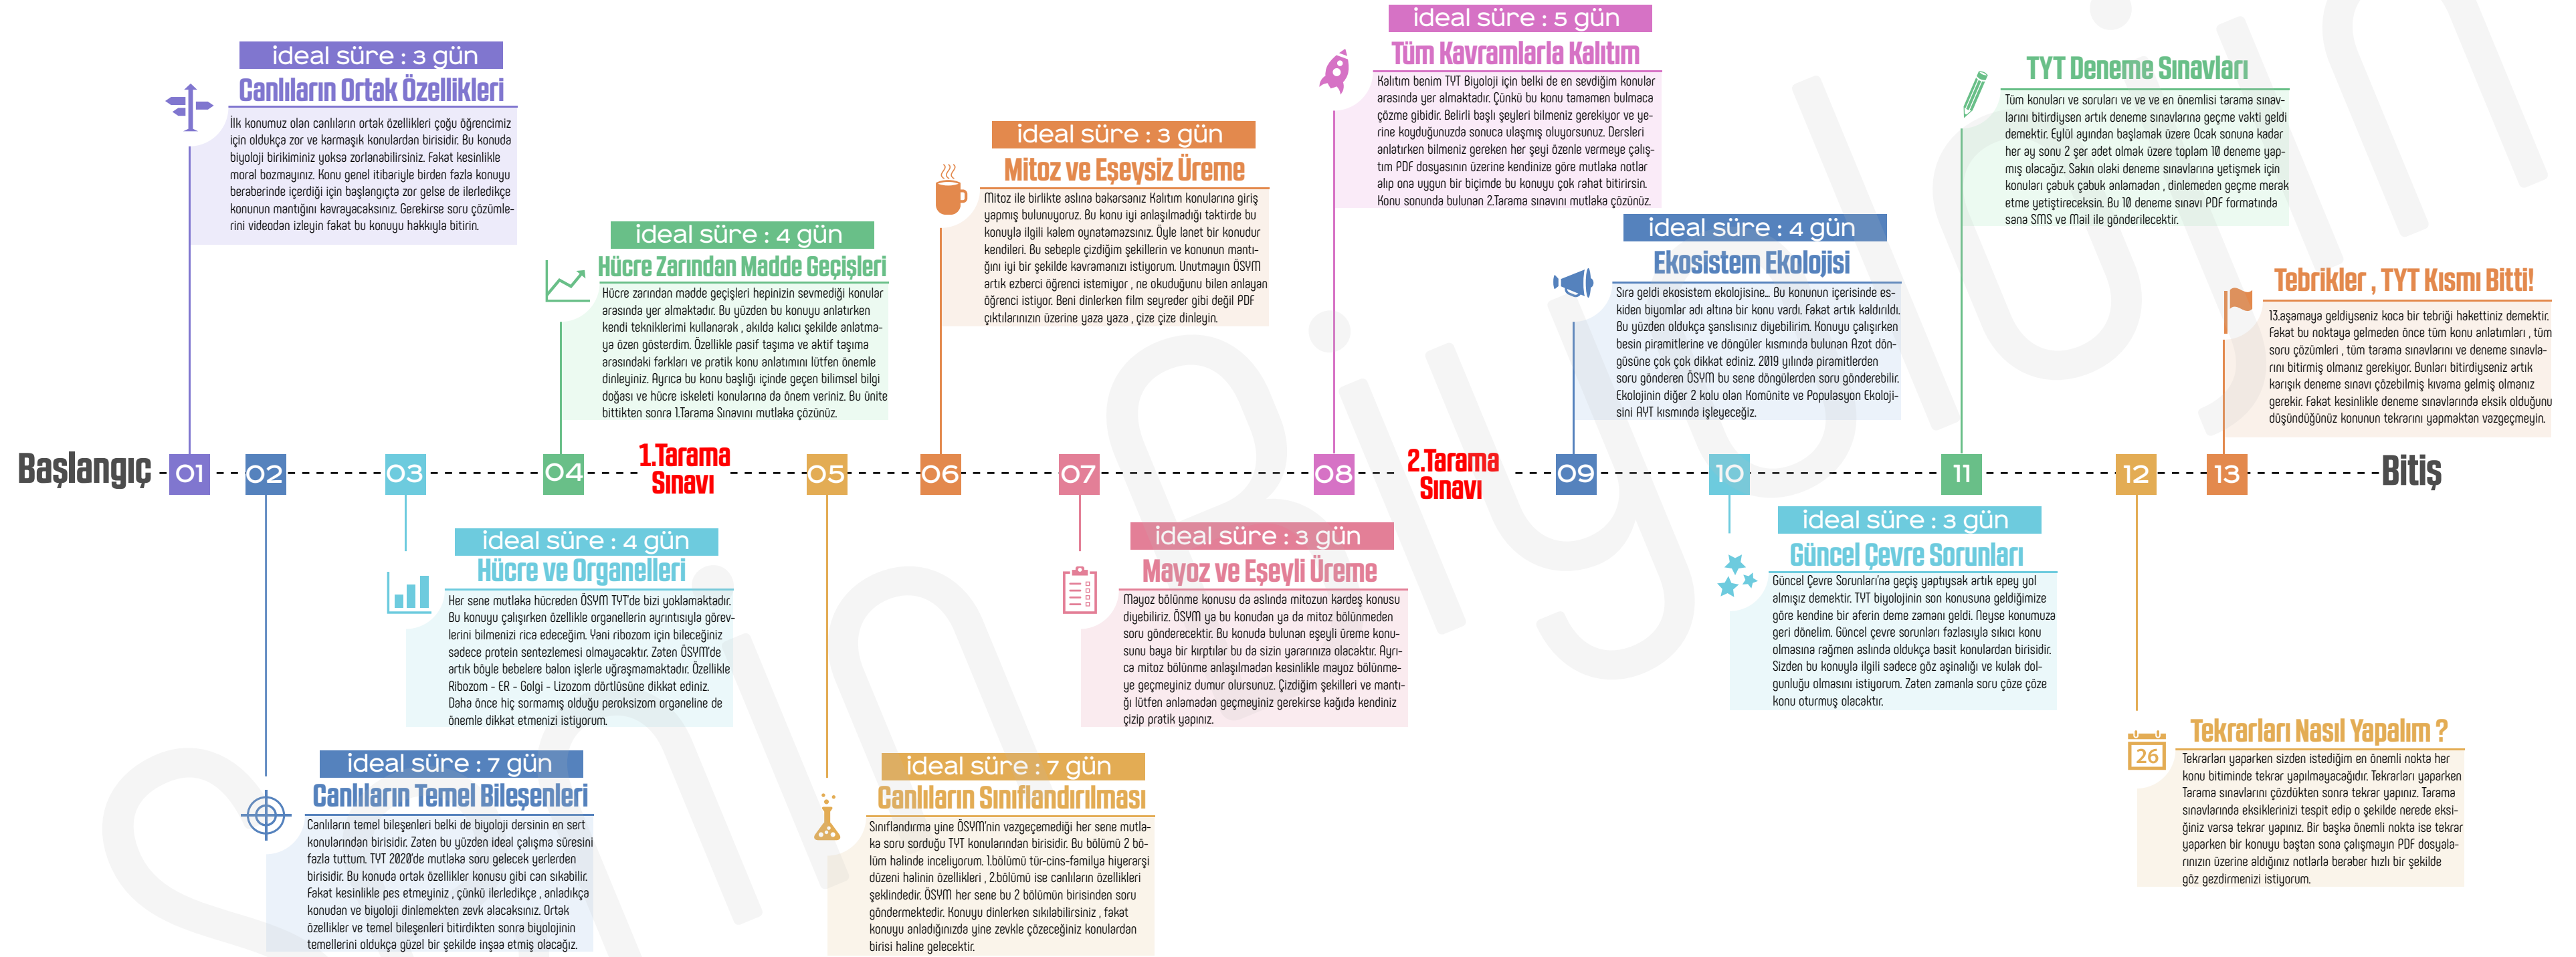 Başlangıç
01
ideal süre : 3 gün
Canlıların Ortak Özellikleri
İlk konumuz olan canlıların ortak özellikleri çoğu öğrencimiz
için oldukça zor ve karmaşık konulardan birisidir. Bu konuda
biyoloji birikiminiz yoksa zorlanabilirsiniz. Fakat kesinlikle
moral bozmayınız. Konu genel itibariyle birden fazla konuyu
beraberinde içerdiği için başlangıçta zor gelse de ilerledikçe
konunun mantığını kavrayacaksınız. Gerekirse soru çözümle-
rini videodan izleyin fakat bu konuyu hakkıyla bitirin.
02
ideal süre : 7 gün
Canlıların Temel Bileşenleri
Canlıların temel bileşenleri belki de biyoloji dersinin en sert
konularından birisidir. Zaten bu yüzden ideal çalışma süresini
fazla tuttum. TYT 2020'de mutlaka soru gelecek yerlerden
birisidir. Bu konuda ortak özellikler konusu gibi can sıkabilir.
Fakat kesinlikle pes etmeyiniz , çünkü ilerledikçe , anladıkça
konudan ve biyoloji dinlemekten zevk alacaksınız. Ortak
özellikler ve temel bileşenleri bitirdikten sonra biyolojinin
temellerini oldukça güzel bir şekilde inşaa etmiş olacağız.
03
ideal süre : 4 gün
Hücre ve Organelleri
Her sene mutlaka hücreden ÖSYM TYT'de bizi yoklamaktadır.
Bu konuyu çalışırken özellikle organellerin ayrıntısıyla görev-
lerini bilmenizi rica edeceğim. Yani ribozom için bileceğiniz
sadece protein sentezlemesi olmayacaktır. Zaten ÖSYM'de
artık böyle bebelere balon işlerle uğraşmamaktadır. Özellikle
Ribozom - ER - Golgi - Lizozom dörtlüsüne dikkat ediniz.
Daha önce hiç sormamış olduğu peroksizom organeline de
önemle dikkat etmenizi istiyorum.
04
ideal süre : 4 gün
Hücre Zarından Madde Geçişleri
Hücre zarından madde geçişleri hepinizin sevmediği konular
arasında yer almaktadır. Bu yüzden bu konuyu anlatırken
kendi tekniklerimi kullanarak , akılda kalıcı şekilde anlatma-
ya özen gösterdim. Özellikle pasif taşıma ve aktif taşıma
arasındaki farkları ve pratik konu anlatımını lütfen önemle
dinleyiniz. Ayrıca bu konu başlığı içinde geçen bilimsel bilgi
doğası ve hücre iskeleti konularına da önem veriniz. Bu ünite
bittikten sonra 1.Tarama Sınavını mutlaka çözünüz.
1.Tarama
Sınavı
05
ideal süre : 7 gün
Canlıların Sınıflandırılması
Sınıflandırma yine ÖSYM'nin vazgeçemediği her sene mutla-
ka soru sorduğu TYT konularından birisidir. Bu bölümü 2 bö-
lüm halinde inceliyorum. 1.bölümü tür-cins-familya hiyerarşi
düzeni halinin özellikleri , 2.bölümü ise canlıların özellikleri
şeklindedir. ÖSYM her sene bu 2 bölümün birisinden soru
göndermektedir. Konuyu dinlerken sıkılabilirsiniz , fakat
konuyu anladığınızda yine zevkle çözeceğiniz konulardan
birisi haline gelecektir.
06
ideal süre : 3 gün
Mitoz ve Eşeysiz Üreme
Mitoz ile birlikte aslına bakarsanız Kalıtım konularına giriş
yapmış bulunuyoruz. Bu konu iyi anlaşılmadığı taktirde bu
konuyla ilgili kalem oynatamazsınız. Öyle lanet bir konudur
kendileri. Bu sebeple çizdiğim şekillerin ve konunun mantı-
ğını iyi bir şekilde kavramanızı istiyorum. Unutmayın ÖSYM
artık ezberci öğrenci istemiyor , ne okuduğunu bilen anlayan
öğrenci istiyor. Beni dinlerken film seyreder gibi değil PDF
çıktılarınızın üzerine yaza yaza , çize çize dinleyin.
07
ideal süre : 3 gün
Mayoz ve Eşeyli Üreme
Mayoz bölünme konusu da aslında mitozun kardeş konusu
diyebiliriz. ÖSYM ya bu konudan ya da mitoz bölünmeden
soru gönderecektir. Bu konuda bulunan eşeyli üreme konu-
sunu baya bir kırptılar bu da sizin yararınıza olacaktır. Ayrı-
ca mitoz bölünme anlaşılmadan kesinlikle mayoz bölünme-
ye geçmeyiniz dumur olursunuz. Çizdiğim şekilleri ve mantı-
ğı lütfen anlamadan geçmeyiniz gerekirse kağıda kendiniz
çizip pratik yapınız.
08
ideal süre : 5 gün
Tüm Kavramlarla Kalıtım
Kalıtım benim TYT Biyoloji için belki de en sevdiğim konular
arasında yer almaktadır. Çünkü bu konu tamamen bulmaca
çözme gibidir. Belirli başlı şeyleri bilmeniz gerekiyor ve ye-
rine koyduğunuzda sonuca ulaşmış oluyorsunuz. Dersleri
anlatırken bilmeniz gereken her şeyi özenle vermeye çalış-
tım PDF dosyasının üzerine kendinize göre mutlaka notlar
alıp ona uygun bir biçimde bu konuyu çok rahat bitirirsin.
Konu sonunda bulunan 2.Tarama sınavını mutlaka çözünüz.
2.Tarama
Sınavı
09
ideal süre : 4 gün
Ekosistem Ekolojisi
Sıra geldi ekosistem ekolojisine... Bu konunun içerisinde es-
kiden biyomlar adı altına bir konu vardı. Fakat artık kaldırıldı.
Bu yüzden oldukça şanslısınız diyebilirim. Konuyu çalışırken
besin piramitlerine ve döngüler kısmında bulunan Azot dön-
güsüne çok çok dikkat ediniz. 2019 yılında piramitlerden
soru gönderen ÖSYM bu sene döngülerden soru gönderebilir.
Ekolojinin diğer 2 kolu olan Komünite ve Populasyon Ekoloji-
sini AYT kısmında işleyeceğiz.
10
ideal süre : 3 gün
Güncel Çevre Sorunları
Güncel Çevre Sorunları'na geçiş yaptıysak artık epey yol
almışız demektir. TYT biyolojinin son konusuna geldiğimize
göre kendine bir aferin deme zamanı geldi. Neyse konumuza
geri dönelim. Güncel çevre sorunları fazlasıyla sıkıcı konu
olmasına rağmen aslında oldukça basit konulardan birisidir.
Sizden bu konuyla ilgili sadece göz aşinalığı ve kulak dol-
gunluğu olmasını istiyorum. Zaten zamanla soru çöze çöze
konu oturmuş olacaktır.
11
TYT Deneme Sınavları
Tüm konuları ve soruları ve ve ve en önemlisi tarama sınav-
larını bitirdiysen artık deneme sınavlarına geçme vakti geldi
demektir. Eylül ayından başlamak üzere Ocak sonuna kadar
her ay sonu 2 şer adet olmak üzere toplam 10 deneme yap-
mış olacağız. Sakın olaki deneme sınavlarına yetişmek için
konuları çabuk çabuk anlamadan , dinlemeden geçme merak
etme yetiştireceksin. Bu 10 deneme sınavı PDF formatında
sana SMS ve Mail ile gönderilecektir.
12
26
Tekrarları Nasıl Yapalım ?
Tekrarları yaparken sizden istediğim en önemli nokta her
konu bitiminde tekrar yapılmayacağıdır. Tekrarları yaparken
Tarama sınavlarını çözdükten sonra tekrar yapınız. Tarama
sınavlarında eksiklerinizi tespit edip o şekilde nerede eksi-
ğiniz varsa tekrar yapınız. Bir başka önemli nokta ise tekrar
yaparken bir konuyu baştan sona çalışmayın PDF dosyala-
rınızın üzerine aldığınız notlarla beraber hızlı bir şekilde
göz gezdirmenizi istiyorum.
13
Tebrikler , TYT Kısmı Bitti!
13.aşamaya geldiyseniz koca bir tebriği hakettiniz demektir.
Fakat bu noktaya gelmeden önce tüm konu anlatımları , tüm
soru çözümleri , tüm tarama sınavlarını ve deneme sınavla-
rını bitirmiş olmanız gerekiyor. Bunları bitirdiyseniz artık
karışık deneme sınavı çözebilmiş kıvama gelmiş olmanız
gerekir. Fakat kesinlikle deneme sınavlarında eksik olduğunu
düşündüğünüz konunun tekrarını yapmaktan vazgeçmeyin.
Bitiş